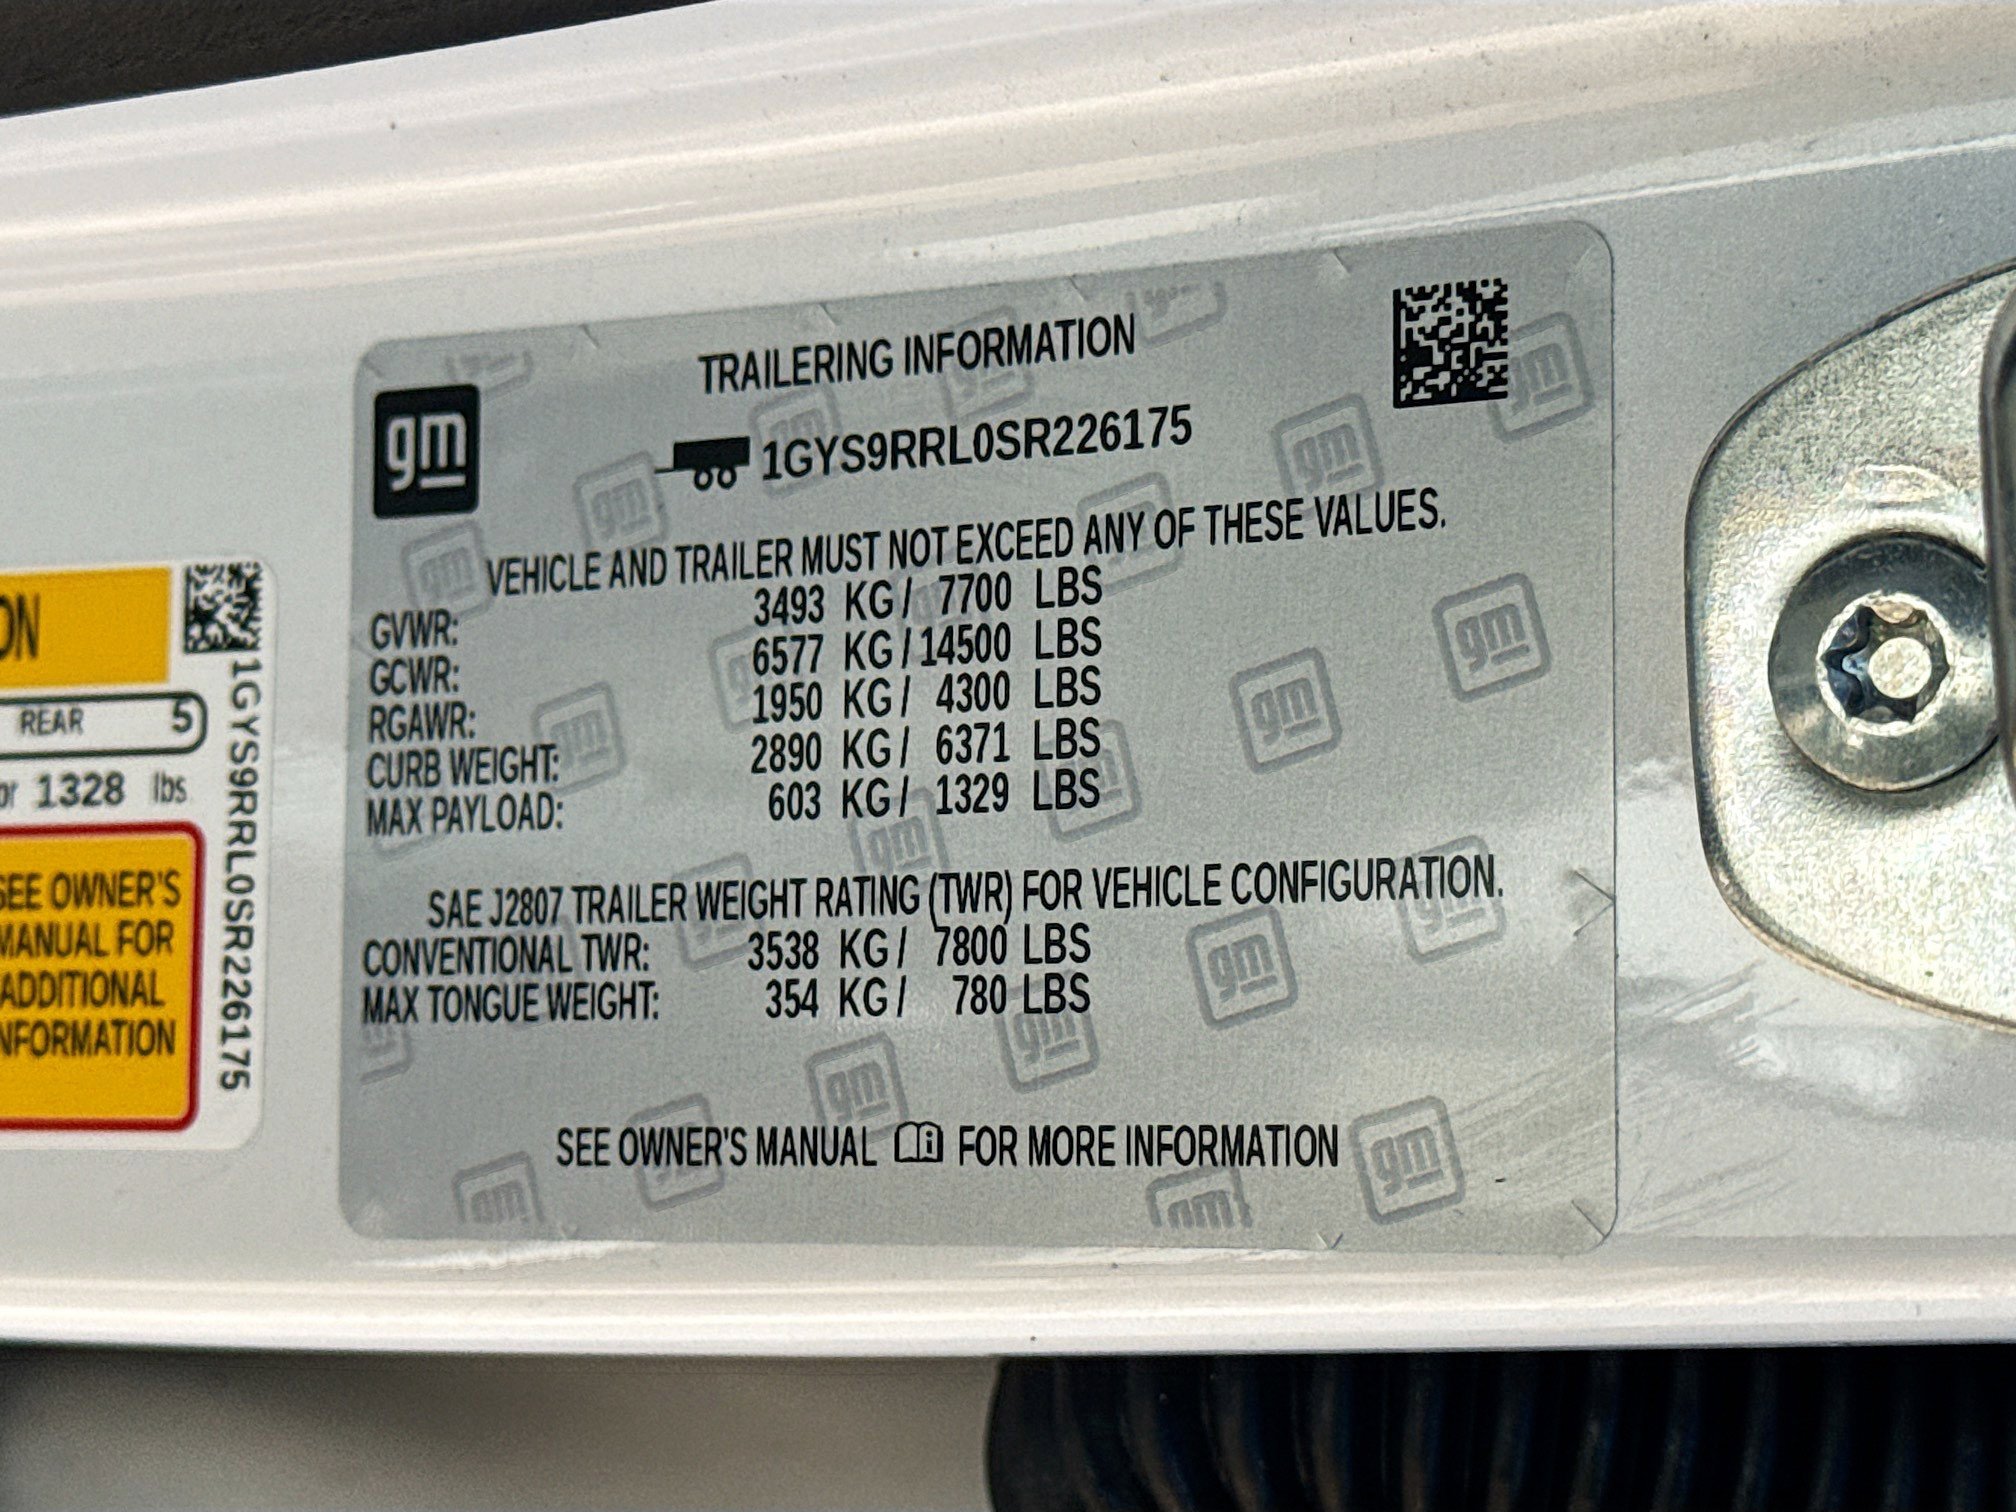 TRAILERING INFORMATION
gm
1GYS9RRL0SR226175
VEHICLE AND TRAILER MUST NOT EXCEED ANY OF THESE VALUES.
GVWR: 3493 KG / 7700 LBS
GCWR: 6577 KG / 14500 LBS
RGAWR: 1950 KG / 4300 LBS
CURB WEIGHT: 2890 KG / 6371 LBS
MAX PAYLOAD: 603 KG / 1329 LBS
SAE J2807 TRAILER WEIGHT RATING (TWR) FOR VEHICLE CONFIGURATION.
CONVENTIONAL TWR: 3538 KG / 7800 LBS
MAX TONGUE WEIGHT: 354 KG / 780 LBS
SEE OWNER'S MANUAL FOR MORE INFORMATION
ON
REAR 5
or 1328 lbs
SEE OWNER'S
MANUAL FOR
ADDITIONAL
INFORMATION
1GYS9RRL0SR226175